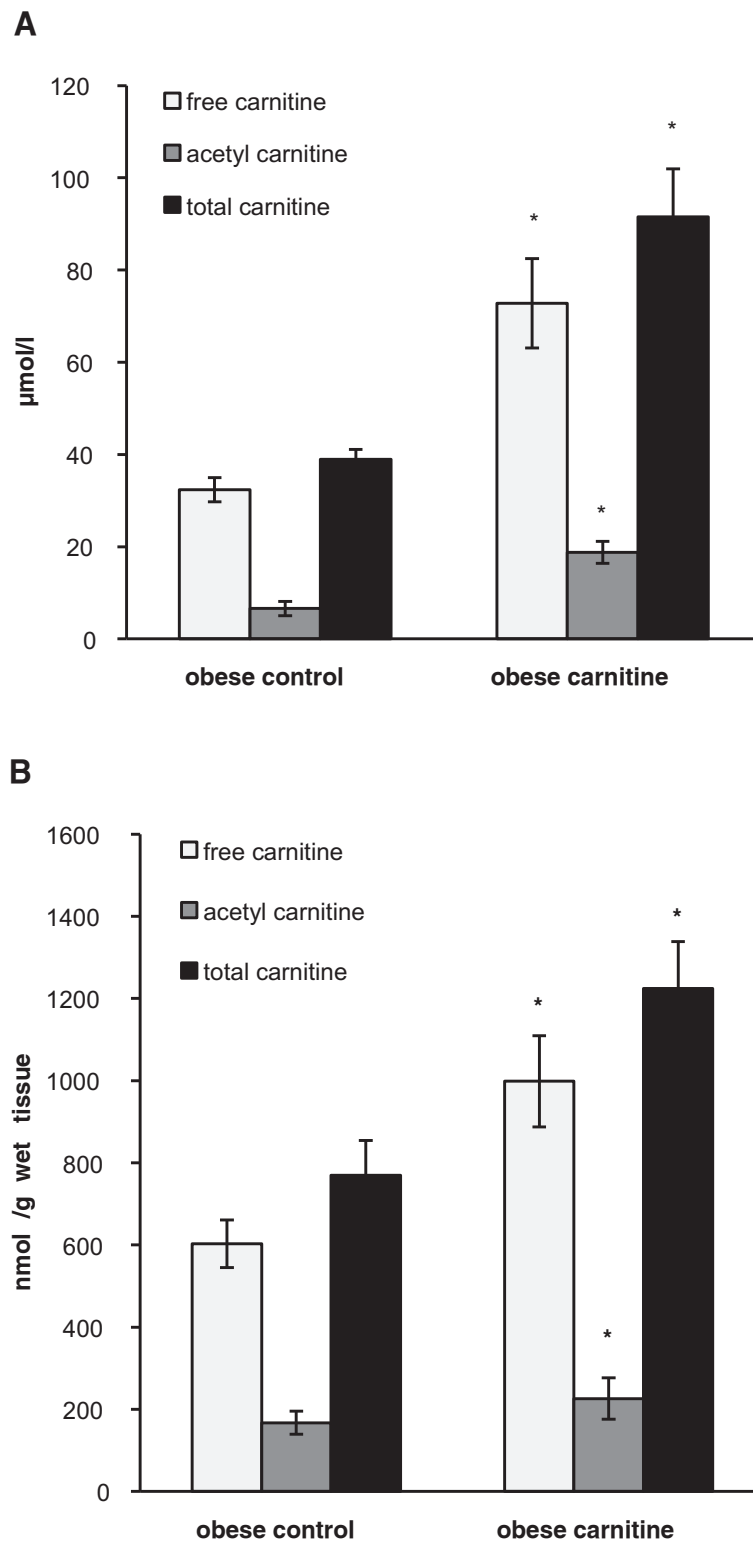 A
120
100
80
60
40
20
0
µmol/l
free carnitine
acetyl carnitine
total carnitine
*
*
*
obese control obese carnitine
B
1600
1400
1200
1000
800
600
400
200
0
nmol /g wet tissue
free carnitine
acetyl carnitine
total carnitine
*
*
*
obese control obese carnitine